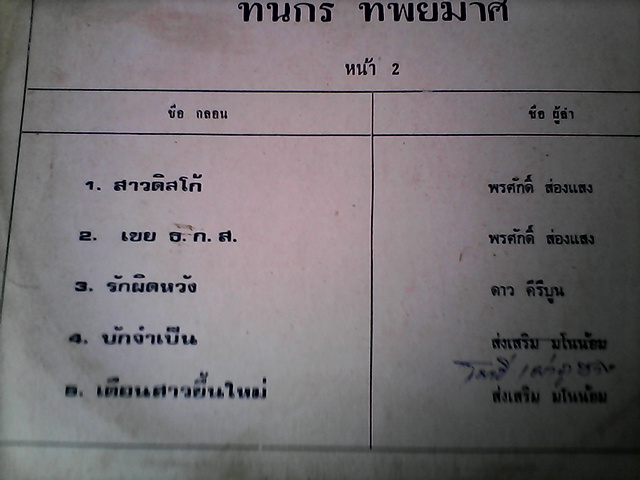 ทนกร ทิพยมาศ
หน้า 2
ชื่อ กลอน ชื่อ ผู้ลำ
1. สาวดิสโก้ พรศักดิ์ ส่องแสง
2. เขย ธ.ก.ส. พรศักดิ์ ส่องแสง
3. รักผิดหวัง ดาว คีรีบูน
4. บักจำเป็น ส่งเสริม มโนน้อย
5. เตือนสาวยืนใหม่ ส่งเสริม มโนน้อย